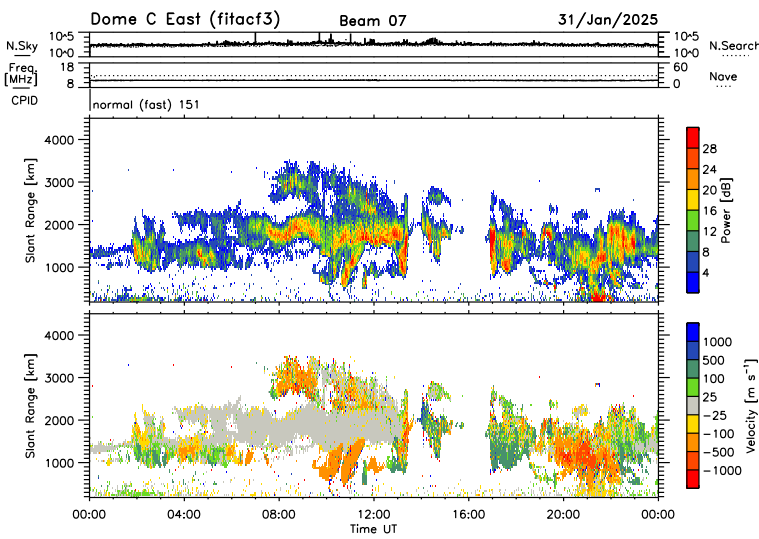 Dome C East (fitacf3) Beam 07 31/Jan/2025
N.Sky 10^5 10^0 10^5 10^0 N.Search
Freq. [MHz] 18 8 60 0 Nave
CPID normal (fast) 151
Slant Range [km] 4000 3000 2000 1000
Power [dB] 28 24 20 16 12 8 4
Slant Range [km] 4000 3000 2000 1000
Velocity [m s⁻¹] 1000 500 100 25 −25 −100 −500 −1000
00:00 04:00 08:00 12:00 16:00 20:00 00:00
Time UT